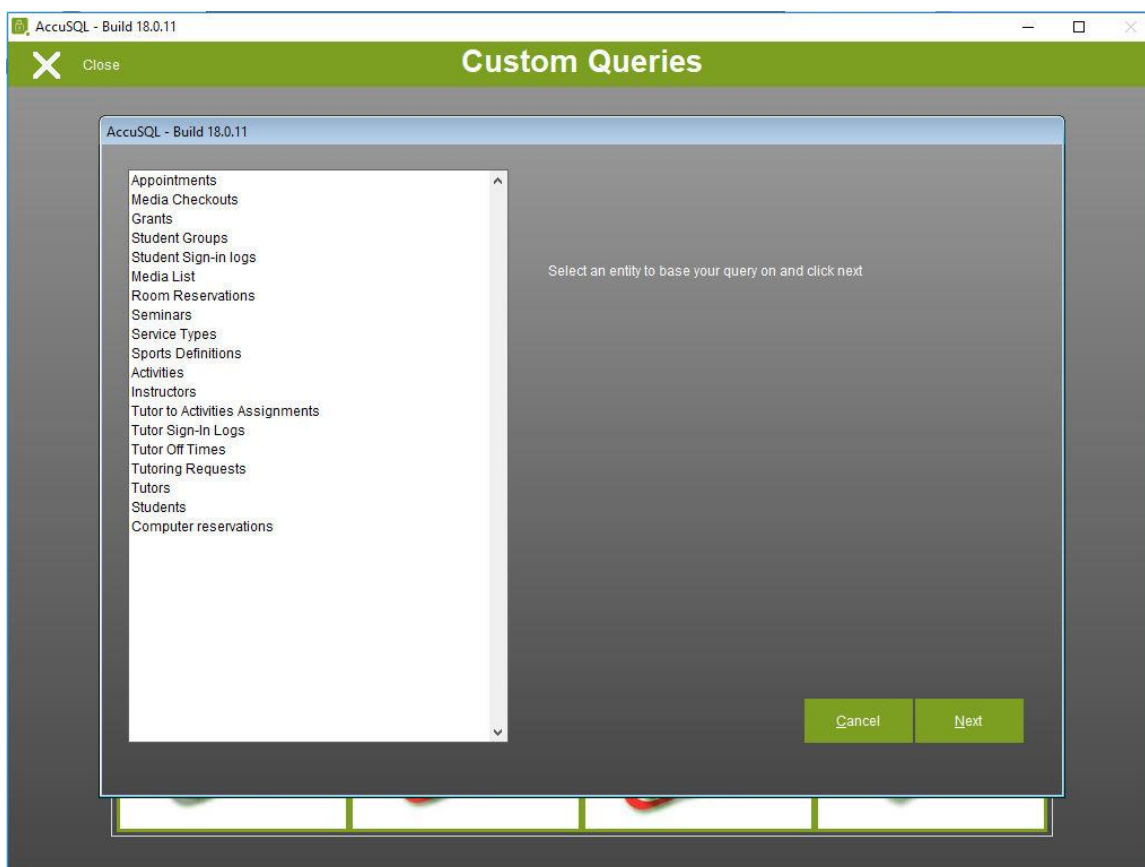 AccuSQL - Build 18.0.11
Close
Custom Queries
AccuSQL - Build 18.0.11
Appointments
Media Checkouts
Grants
Student Groups
Student Sign-in logs
Media List
Room Reservations
Seminars
Service Types
Sports Definitions
Activities
Instructors
Tutor to Activities Assignments
Tutor Sign-In Logs
Tutor Off Times
Tutoring Requests
Tutors
Students
Computer reservations
Select an entity to base your query on and click next
Cancel
Next